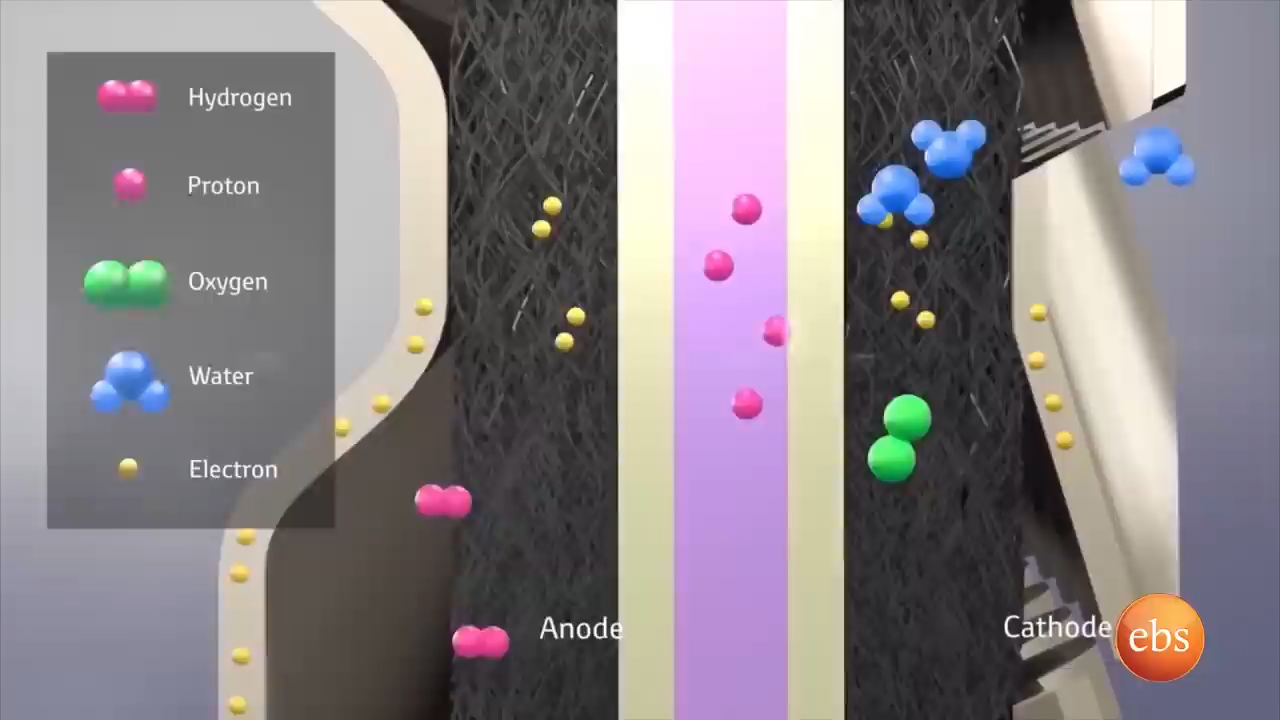 Hydrogen
Proton
Oxygen
Water
Electron
Anode
Cathode
ebs